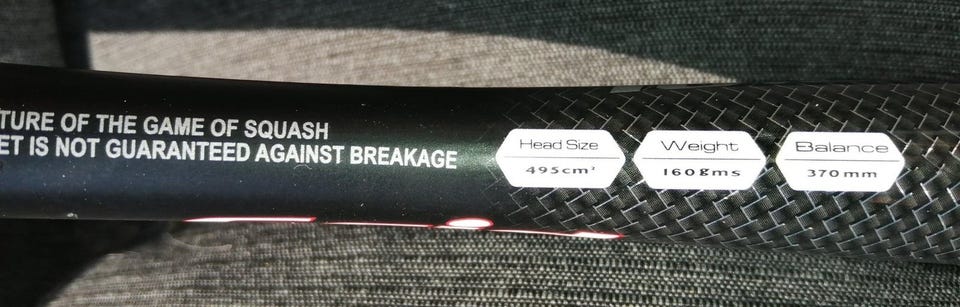 TURE OF THE GAME OF SQUASH
ET IS NOT GUARANTEED AGAINST BREAKAGE
Head Size
495cm²
Weight
160gms
Balance
370mm